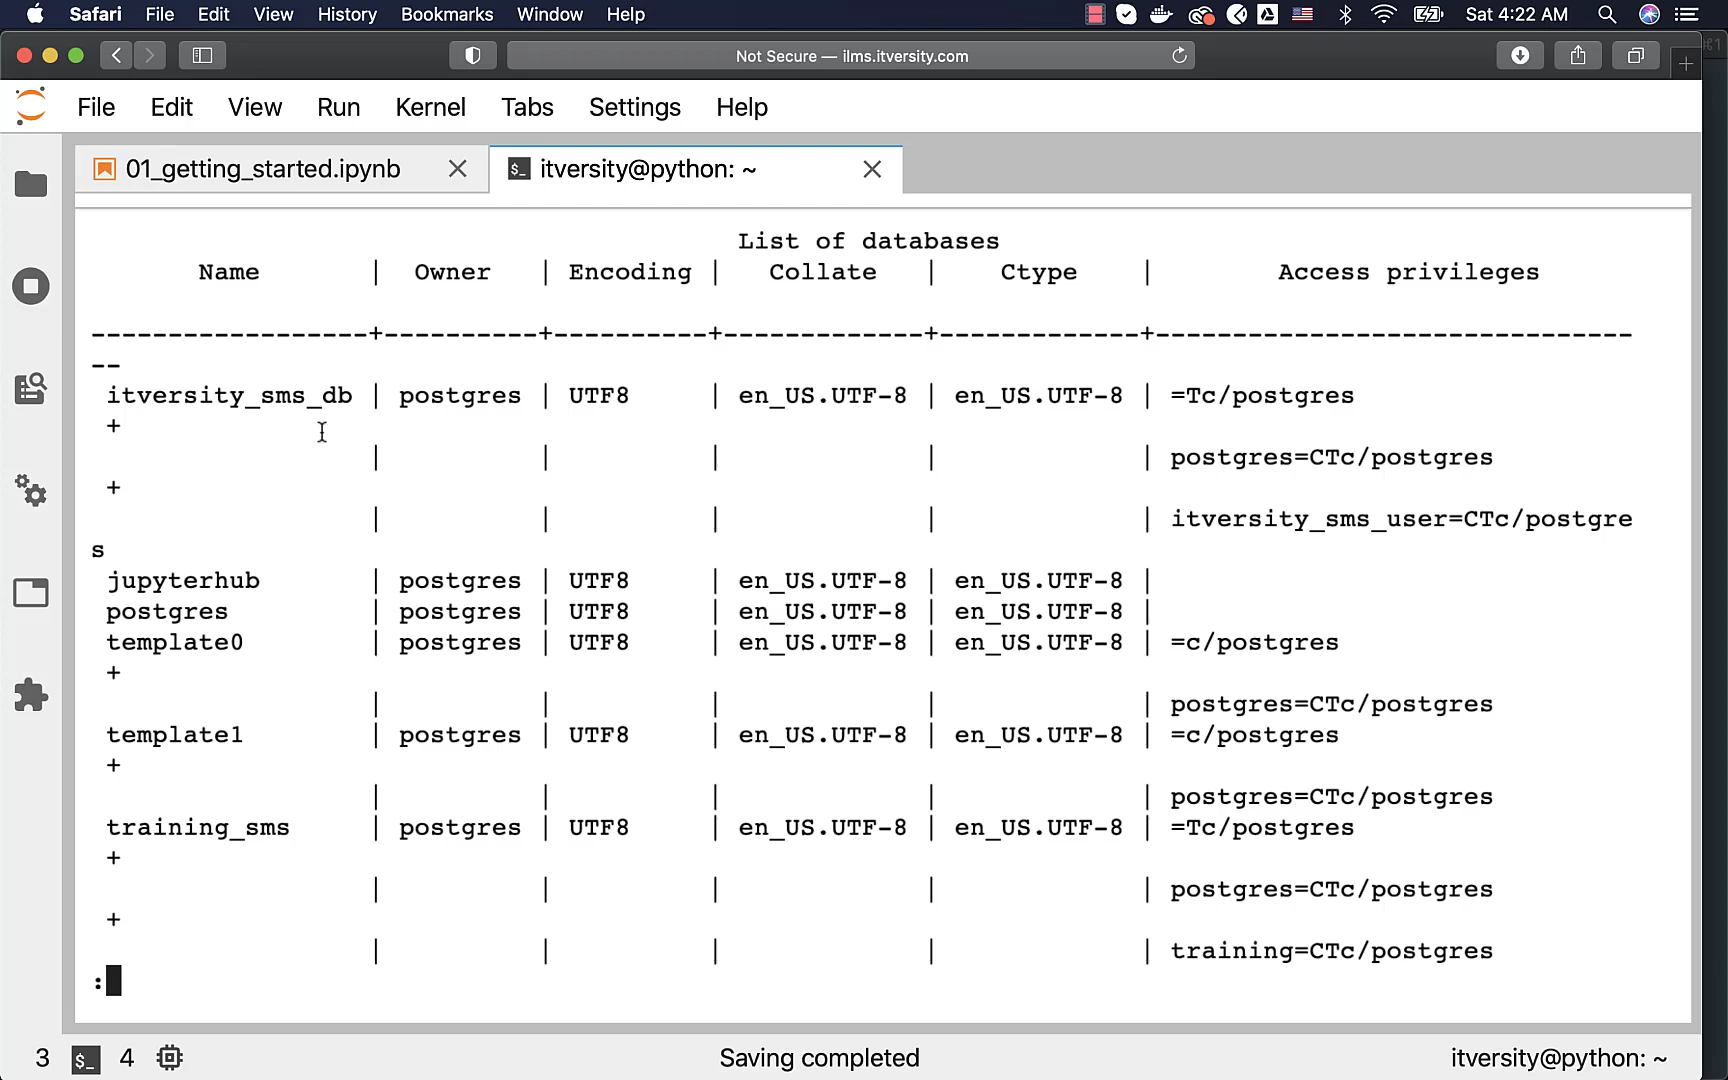 Safari File Edit View History Bookmarks Window Help Sat 4:22 AM
Not Secure — ilms.itversity.com
⌘1
File Edit View Run Kernel Tabs Settings Help
01_getting_started.ipynb itversity@python: ~
List of databases
Name | Owner | Encoding | Collate | Ctype | Access privileges
------------------+----------+----------+-------------+-------------+-------------------------------
--
itversity_sms_db | postgres | UTF8 | en_US.UTF-8 | en_US.UTF-8 | =Tc/postgres
+
| | | | | postgres=CTc/postgres
+
| | | | | itversity_sms_user=CTc/postgre
s
jupyterhub | postgres | UTF8 | en_US.UTF-8 | en_US.UTF-8 |
postgres | postgres | UTF8 | en_US.UTF-8 | en_US.UTF-8 |
template0 | postgres | UTF8 | en_US.UTF-8 | en_US.UTF-8 | =c/postgres
+
| | | | | postgres=CTc/postgres
template1 | postgres | UTF8 | en_US.UTF-8 | en_US.UTF-8 | =c/postgres
+
| | | | | postgres=CTc/postgres
training_sms | postgres | UTF8 | en_US.UTF-8 | en_US.UTF-8 | =Tc/postgres
+
| | | | | postgres=CTc/postgres
+
| | | | | training=CTc/postgres
:
3 $_ 4 Saving completed itversity@python: ~